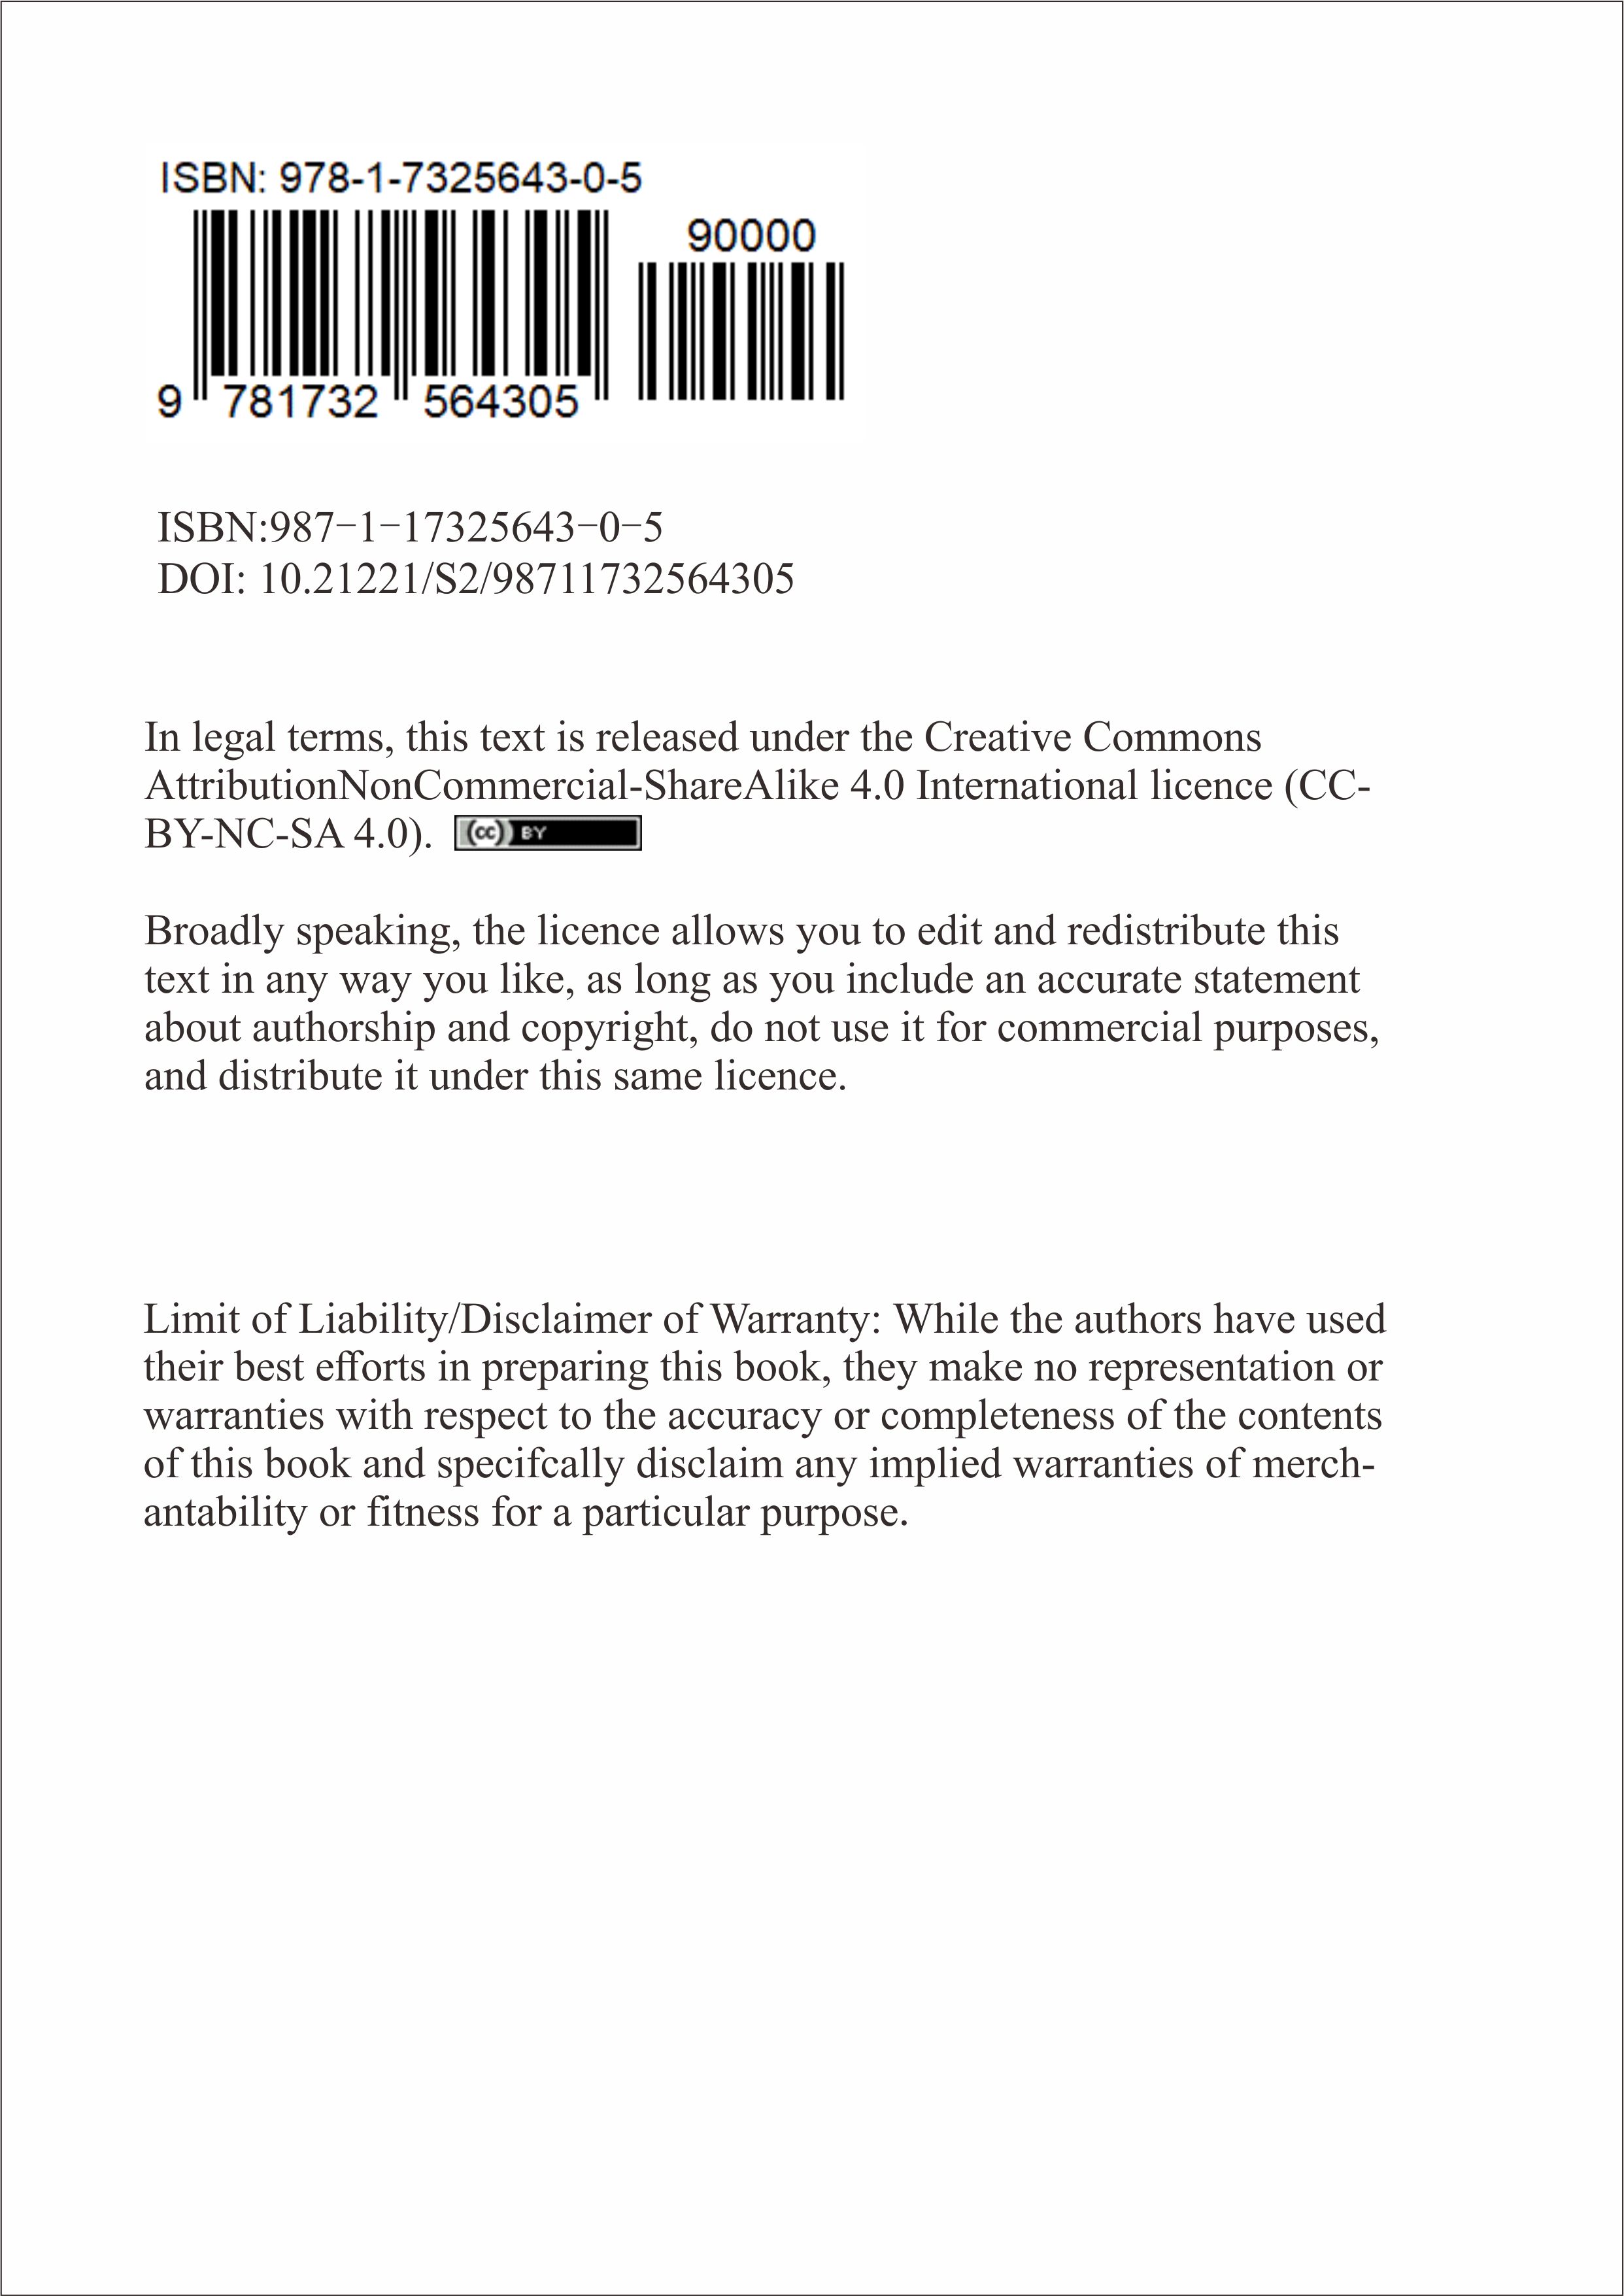 ISBN: 978-1-7325643-0-5
90000
9 781732 564305
ISBN:987−1−17325643−0−5
DOI: 10.21221/S2/98711732564305
In legal terms, this text is released under the Creative Commons
AttributionNonCommercial-ShareAlike 4.0 International licence (CC-
BY-NC-SA 4.0). (cc) BY
Broadly speaking, the licence allows you to edit and redistribute this
text in any way you like, as long as you include an accurate statement
about authorship and copyright, do not use it for commercial purposes,
and distribute it under this same licence.
Limit of Liability/Disclaimer of Warranty: While the authors have used
their best efforts in preparing this book, they make no representation or
warranties with respect to the accuracy or completeness of the contents
of this book and specifcally disclaim any implied warranties of merch-
antability or fitness for a particular purpose.